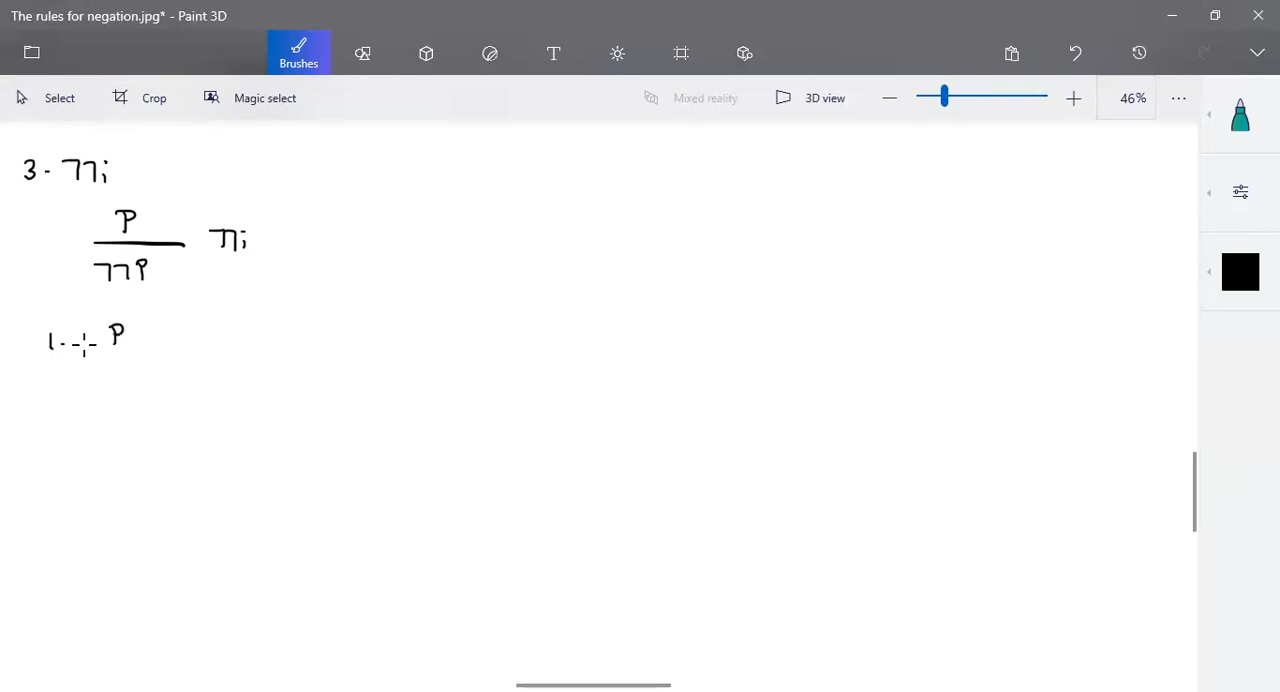 The rules for negation.jpg* - Paint 3D
Brushes
Select Crop Magic select Mixed reality 3D view 46%
3- ¬¬i
P
¬¬P ¬¬i
1- P